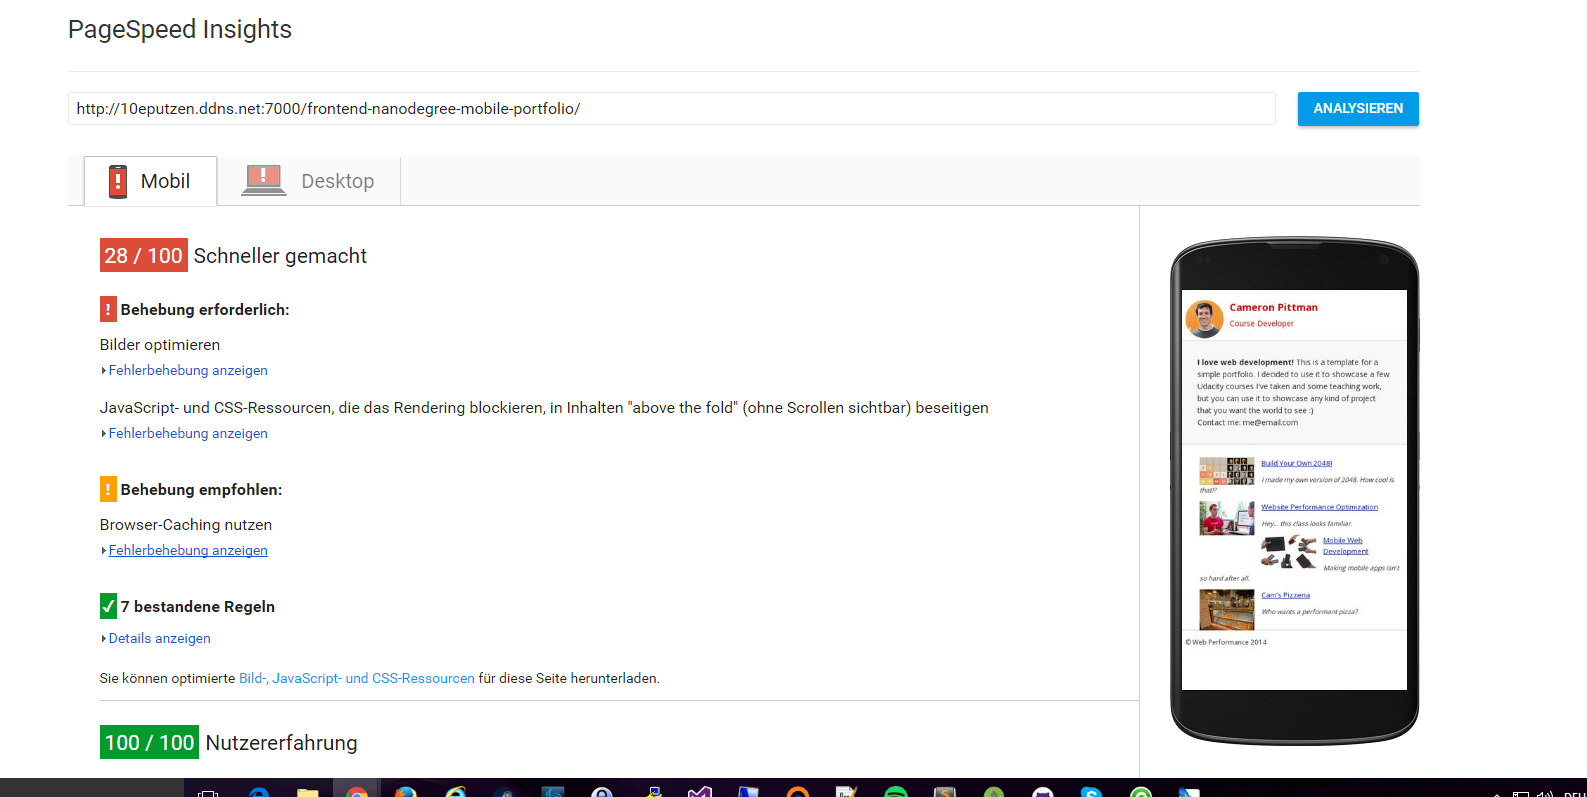 PageSpeed Insights
http://10eputzen.ddns.net:7000/frontend-nanodegree-mobile-portfolio/
ANALYSIEREN
Mobil
Desktop
28 / 100 Schneller gemacht
! Behebung erforderlich:
Bilder optimieren
Fehlerbehebung anzeigen
JavaScript- und CSS-Ressourcen, die das Rendering blockieren, in Inhalten "above the fold" (ohne Scrollen sichtbar) beseitigen
Fehlerbehebung anzeigen
! Behebung empfohlen:
Browser-Caching nutzen
Fehlerbehebung anzeigen
7 bestandene Regeln
Details anzeigen
Sie können optimierte Bild-, JavaScript- und CSS-Ressourcen für diese Seite herunterladen.
100 / 100 Nutzererfahrung
Cameron Pittman
Course Developer
I love web development! This is a template for a
simple portfolio. I decided to use it to showcase a few
Udacity courses I've taken and some teaching work,
but you can use it to showcase any kind of project
that you want the world to see :)
Contact me: me@email.com
Build Your Own 2048!
I made my own version of 2048. How cool is
that!?
Website Performance Optimization
Hey... this class looks familiar.
Mobile Web
Development
Making mobile apps isn't
so hard after all.
Cam's Pizzeria
Who wants a performant pizza?
© Web Performance 2014